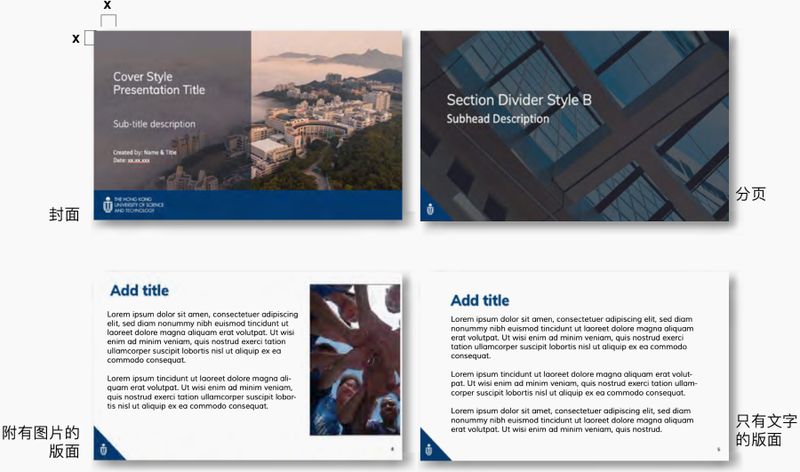 x
x
Cover Style
Presentation Title
Sub-title description
Created by: Name & Title
Date: xx.xx.xxx
THE HONG KONG
UNIVERSITY OF SCIENCE
AND TECHNOLOGY
封面
Section Divider Style B
Subhead Description
分页
Add title
Lorem ipsum dolor sit amen, consectetuer adipiscing
elit, sed diam nonummy nibh euismod tincidunt ut
laoreet dolore magna aliquam erat volutpat. Ut wisi
enim ad minim veniam, quis nostrud exerci tation
ullamcorper suscipit lobortis nisl ut aliquip ex ea
commodo consequat.
Lorem ipsum tincidunt ut laoreet dolore magna ali-
quam erat volutpat. Ut wisi enim ad minim veniam,
quis nostrud exerci tation ullamcorper suscipit lobor-
tis nisl ut aliquip ex ea commodo consequat.
4
附有图片的
版面
Add title
Lorem ipsum dolor sit amen, consectetuer adipiscing elit, sed diam
nonummy nibh euismod tincidunt ut laoreet dolore magna aliquam
erat volutpat. Ut wisi enim ad minim veniam, quis nostrud exerci
tation ullamcorper suscipit lobortis nisl ut aliquip ex ea commodo
consequat.
Lorem ipsum tincidunt ut laoreet dolore magna aliquam erat volut-
pat. Ut wisi enim ad minim veniam, quis nostrud exerci tation ullam-
corper suscipit lobortis nisl ut aliquip ex ea commodo consequat.
Lorem ipsum dolor sit amet, consectetuer adipiscing elit, sed diam
nonummy nibh euismod tincidunt ut laoreet dolore magna aliquam
erat volutpat. Ut wisi enim ad minim veniam, quis nostrud.
5
只有文字
的版面